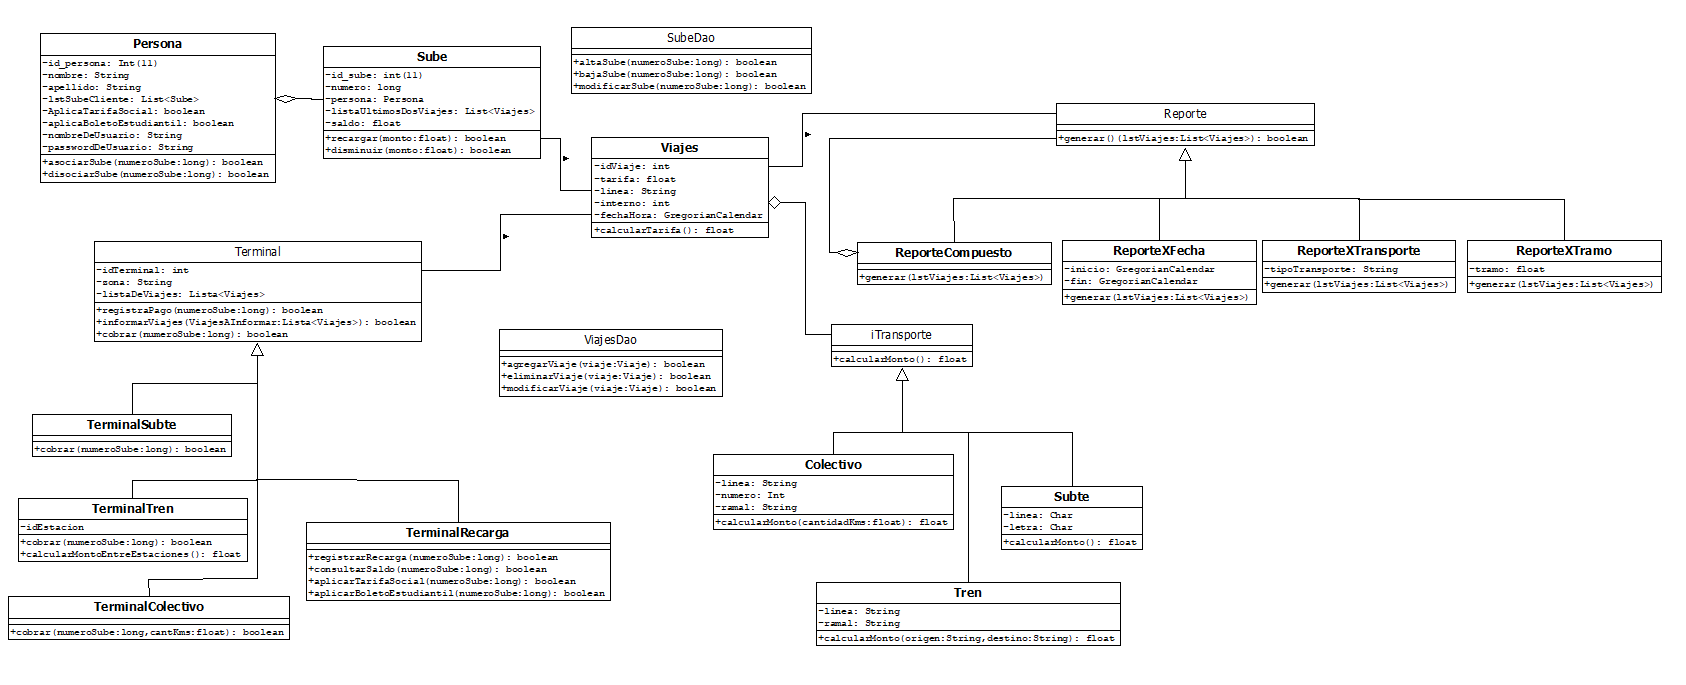 Persona
-id_persona: Int(11)
-nombre: String
-apellido: String
-lstSubeCliente: List<Sube>
-AplicaTarifaSocial: boolean
-aplicaBoletoEstudiantil: boolean
-nombreDeUsuario: String
-passwordDeUsuario: String
+asociarSube(numeroSube:long): boolean
+disociarSube(numeroSube:long): boolean
Sube
-id_sube: int(11)
-numero: long
-persona: Persona
-listaUltimosDosViajes: List<Viajes>
-saldo: float
+recargar(monto:float): boolean
+disminuir(monto:float): boolean
SubeDao
+altaSube(numeroSube:long): boolean
+bajaSube(numeroSube:long): boolean
+modificarSube(numeroSube:long): boolean
Viajes
-idViaje: int
-tarifa: float
-linea: String
-interno: int
-fechaHora: GregorianCalendar
+calcularTarifa(): float
Reporte
+generar()(lstViajes:List<Viajes>): boolean
ReporteCompuesto
+generar(lstViajes:List<Viajes>)
ReporteXFecha
-inicio: GregorianCalendar
-fin: GregorianCalendar
+generar(lstViajes:List<Viajes>)
ReporteXTransporte
-tipoTransporte: String
+generar(lstViajes:List<Viajes>)
ReporteXTramo
-tramo: float
+generar(lstViajes:List<Viajes>)
Terminal
-idTerminal: int
-zona: String
-listaDeViajes: Lista<Viajes>
+registraPago(numeroSube:long): boolean
+informarViajes(ViajesAInformar:Lista<Viajes>): boolean
+cobrar(numeroSube:long): boolean
ViajesDao
+agregarViaje(viaje:Viaje): boolean
+eliminarViaje(viaje:Viaje): boolean
+modificarViaje(viaje:Viaje): boolean
iTransporte
+calcularMonto(): float
TerminalSubte
+cobrar(numeroSube:long): boolean
TerminalTren
-idEstacion
+cobrar(numeroSube:long): boolean
+calcularMontoEntreEstaciones(): float
TerminalRecarga
+registrarRecarga(numeroSube:long): boolean
+consultarSaldo(numeroSube:long): boolean
+aplicarTarifaSocial(numeroSube:long): boolean
+aplicarBoletoEstudiantil(numeroSube:long): boolean
TerminalColectivo
+cobrar(numeroSube:long,cantKms:float): boolean
Colectivo
-linea: String
-numero: Int
-ramal: String
+calcularMonto(cantidadKms:float): float
Subte
-linea: Char
-letra: Char
+calcularMonto(): float
Tren
-linea: String
-ramal: String
+calcularMonto(origen:String,destino:String): float